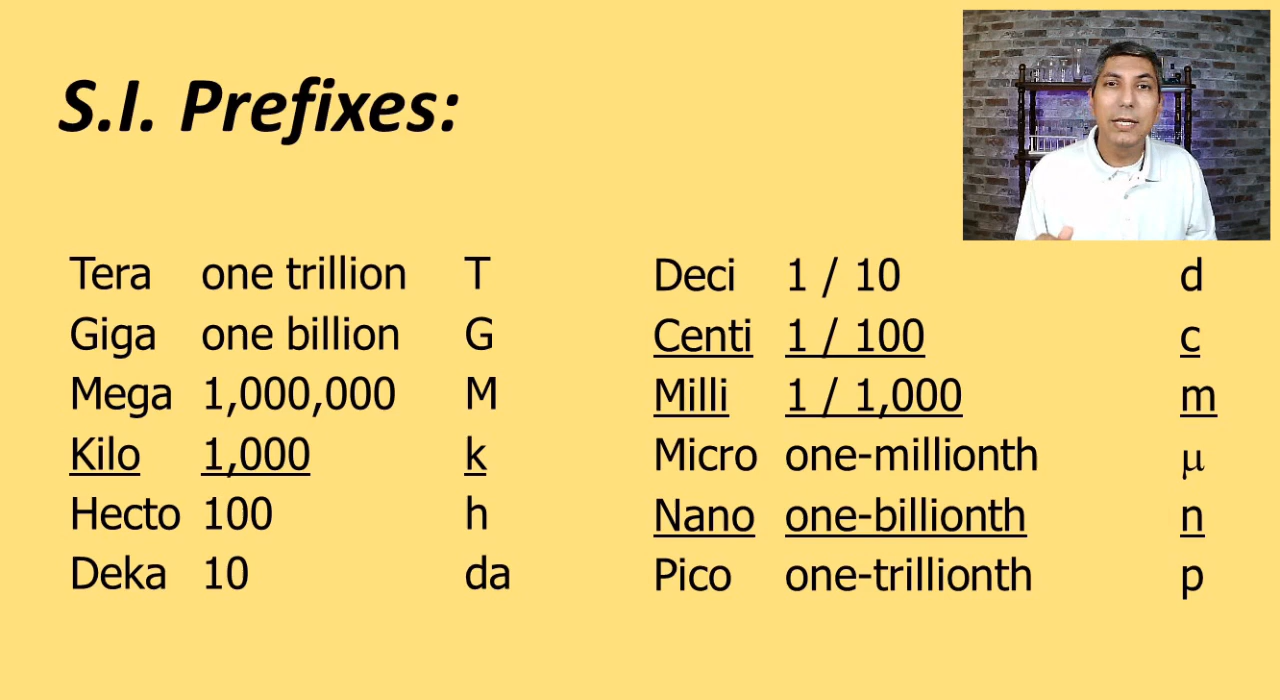 S.I. Prefixes:
Tera one trillion T
Giga one billion G
Mega 1,000,000 M
Kilo 1,000 k
Hecto 100 h
Deka 10 da
Deci 1 / 10 d
Centi 1 / 100 c
Milli 1 / 1,000 m
Micro one-millionth μ
Nano one-billionth n
Pico one-trillionth p